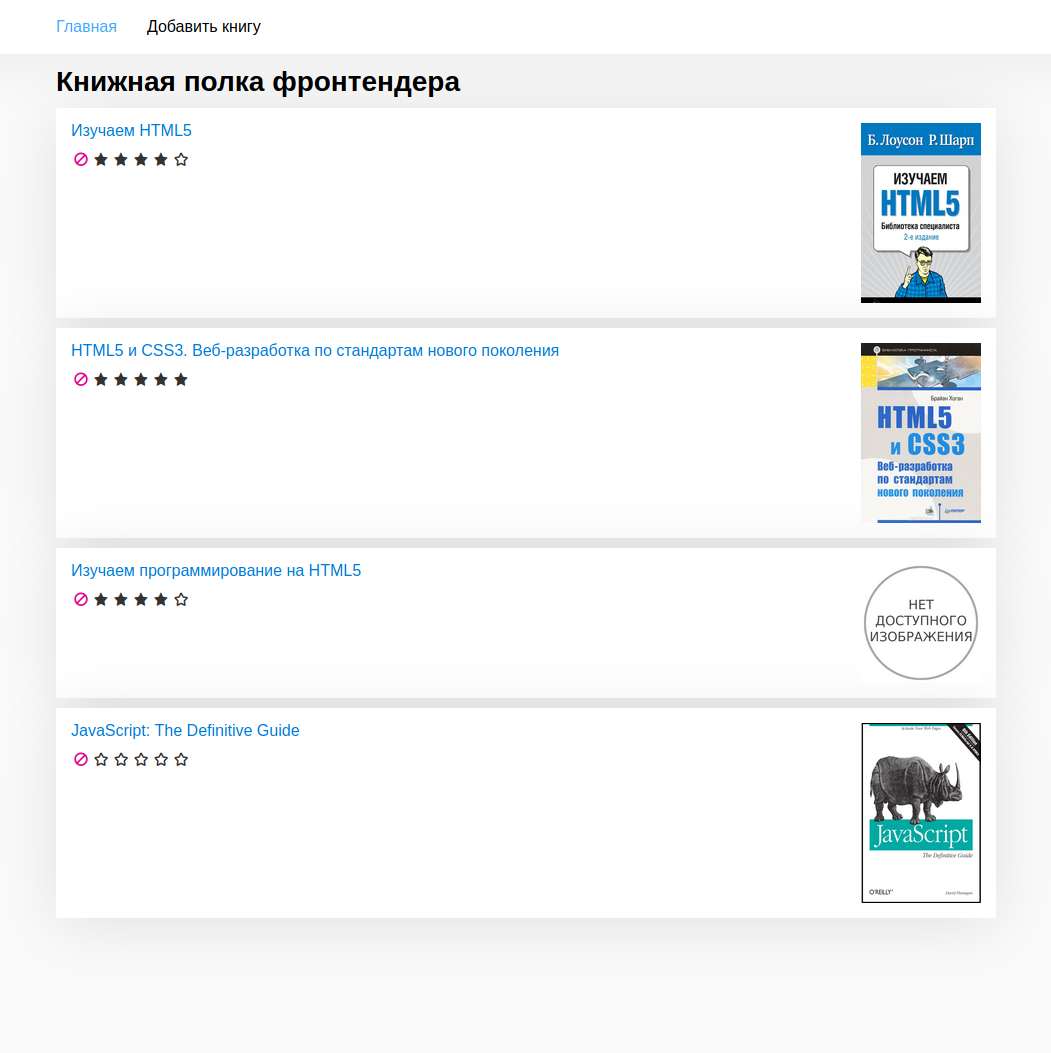 Главная Добавить книгу
Книжная полка фронтендера
Изучаем HTML5
Б. Лоусон Р. Шарп
ИЗУЧАЕМ
HTML5
Библиотека специалиста
2-е издание
HTML5 и CSS3. Веб-разработка по стандартам нового поколения
БИБЛИОТЕКА ПРОГРАММИСТА
Брайан Хоган
HTML5
и CSS3
Веб-разработка
по стандартам
нового поколения
ПИТЕР
Изучаем программирование на HTML5
НЕТ
ДОСТУПНОГО
ИЗОБРАЖЕНИЯ
JavaScript: The Definitive Guide
Activate Your Web Pages
JavaScript
The Definitive Guide
O'REILLY'
David Flanagan